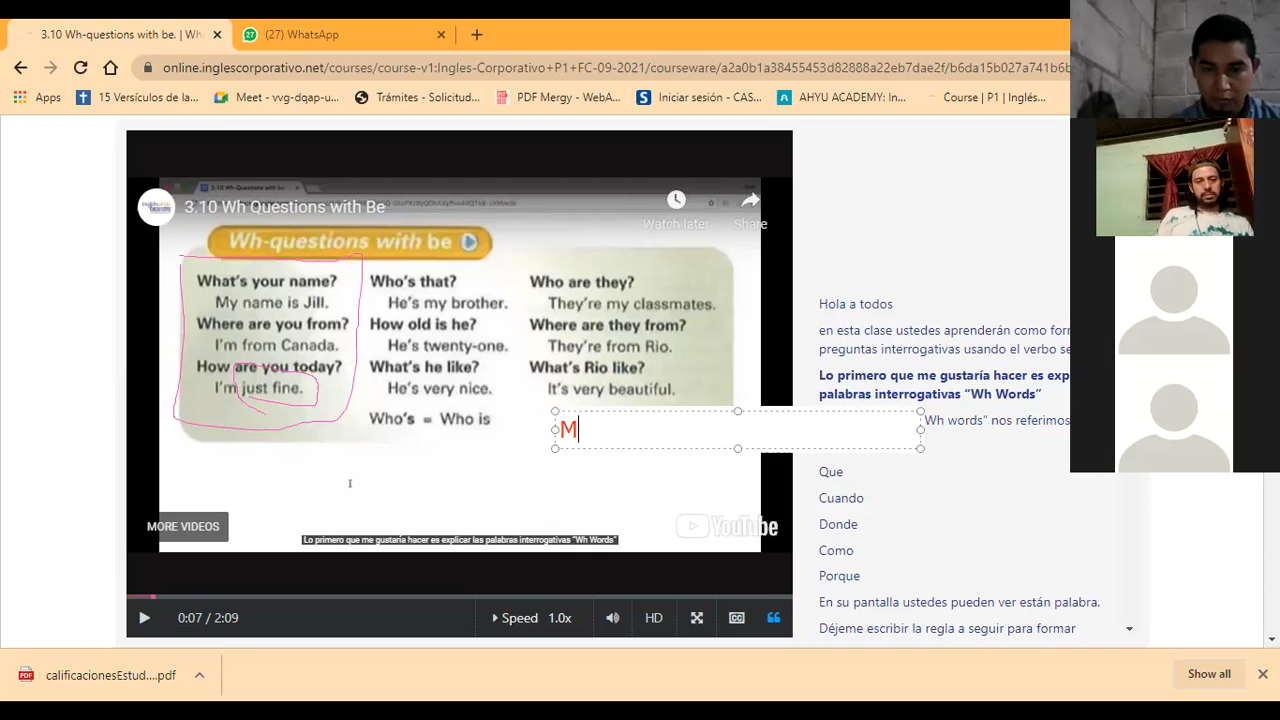 3.10 Wh-questions with be. | Wh
(27) WhatsApp
online.inglescorporativo.net/courses/course-v1:Ingles-Corporativo+P1+FC-09-2021/courseware/a2a0b1a38455453d82888a22eb7dae2f/b6da15b027a741b6b
Apps
15 Versículos de la...
Meet - vvg-dqap-u...
Trámites - Solicitud...
PDF Mergy - WebA...
Iniciar sesión - CAS...
AHYU ACADEMY: In...
Course | P1 | Inglés...
3.10 Wh-Questions with Be
3.10 Wh Questions with Be
Watch later
Share
Wh-questions with be
What's your name?
My name is Jill.
Where are you from?
I'm from Canada.
How are you today?
I'm just fine.
Who's that?
He's my brother.
How old is he?
He's twenty-one.
What's he like?
He's very nice.
Who's = Who is
Who are they?
They're my classmates.
Where are they from?
They're from Rio.
What's Rio like?
It's very beautiful.
M
MORE VIDEOS
YouTube
Lo primero que me gustaría hacer es explicar las palabras interrogativas “Wh Words”
0:07 / 2:09
Speed 1.0x
HD
CC
Hola a todos
en esta clase ustedes aprenderán como form
preguntas interrogativas usando el verbo se
Lo primero que me gustaría hacer es explica
palabras interrogativas “Wh Words”
Wh words” nos referimos
Que
Cuando
Donde
Como
Porque
En su pantalla ustedes pueden ver están palabra.
Déjeme escribir la regla a seguir para formar
calificacionesEstud....pdf
Show all